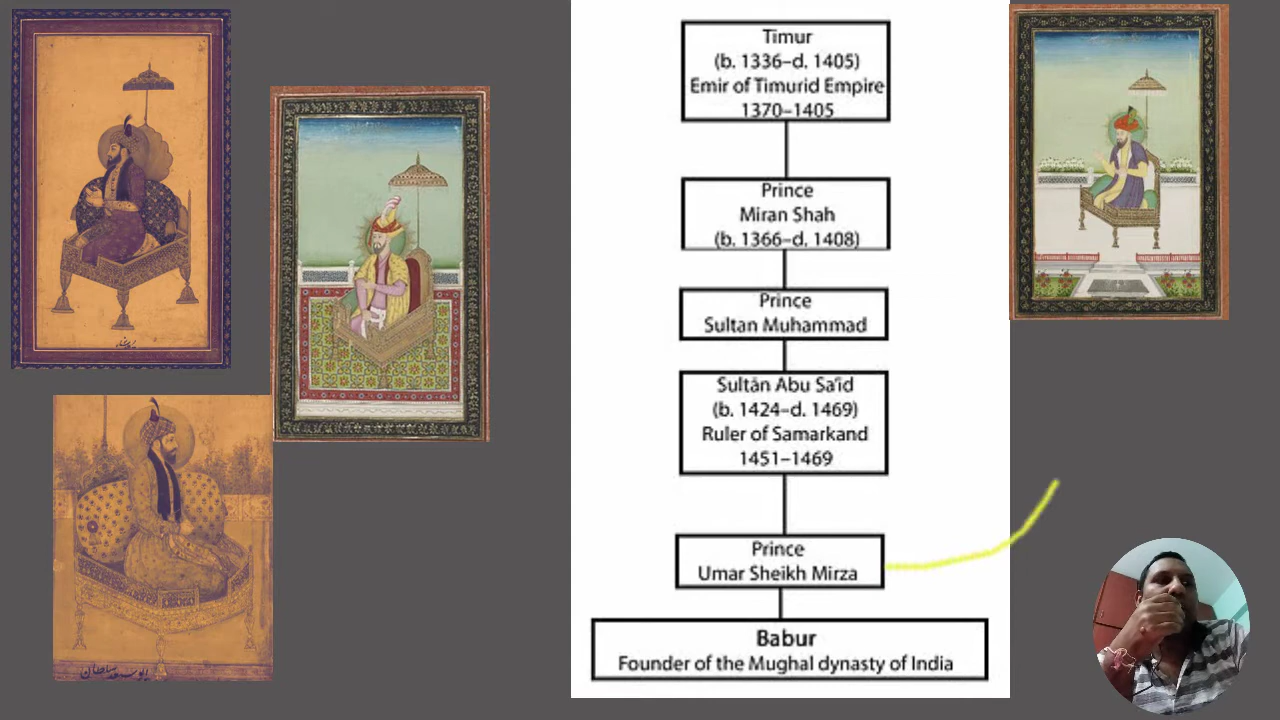 Timur
(b. 1336–d. 1405)
Emir of Timurid Empire
1370–1405
Prince
Miran Shah
(b. 1366–d. 1408)
Prince
Sultan Muhammad
Sultān Abu Sa'īd
(b. 1424–d. 1469)
Ruler of Samarkand
1451–1469
Prince
Umar Sheikh Mirza
Babur
Founder of the Mughal dynasty of India